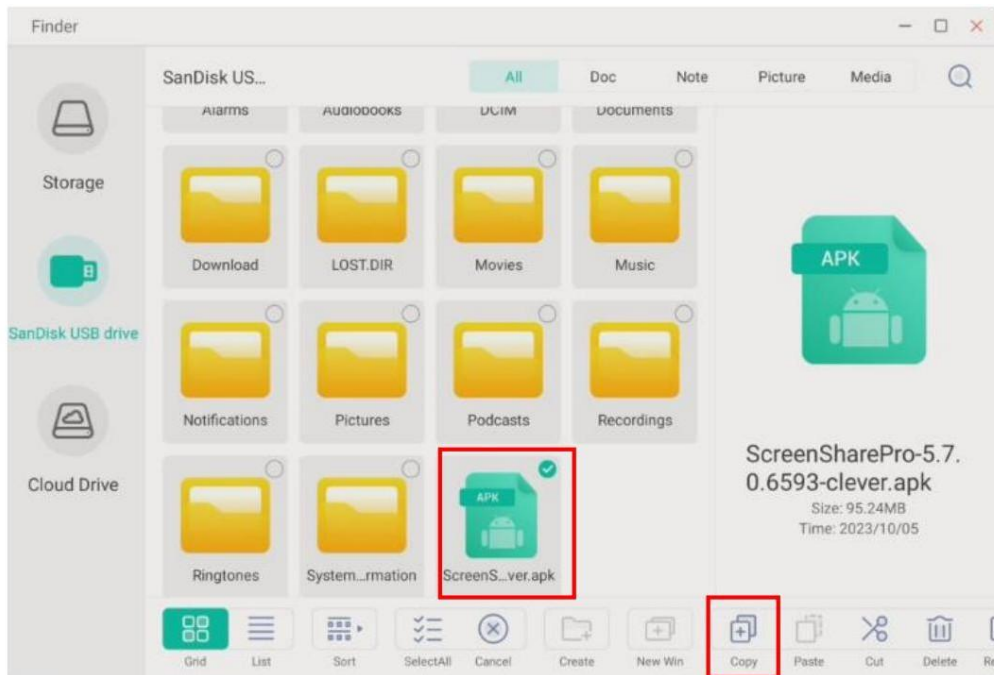 Finder
SanDisk US...
All
Doc
Note
Picture
Media
Storage
SanDisk USB drive
Cloud Drive
Alarms
Audiobooks
DCIM
Documents
Download
LOST.DIR
Movies
Music
Notifications
Pictures
Podcasts
Recordings
Ringtones
System...rmation
APK
ScreenS...ver.apk
APK
ScreenSharePro-5.7.
0.6593-clever.apk
Size: 95.24MB
Time: 2023/10/05
Grid
List
Sort
SelectAll
Cancel
Create
New Win
Copy
Paste
Cut
Delete